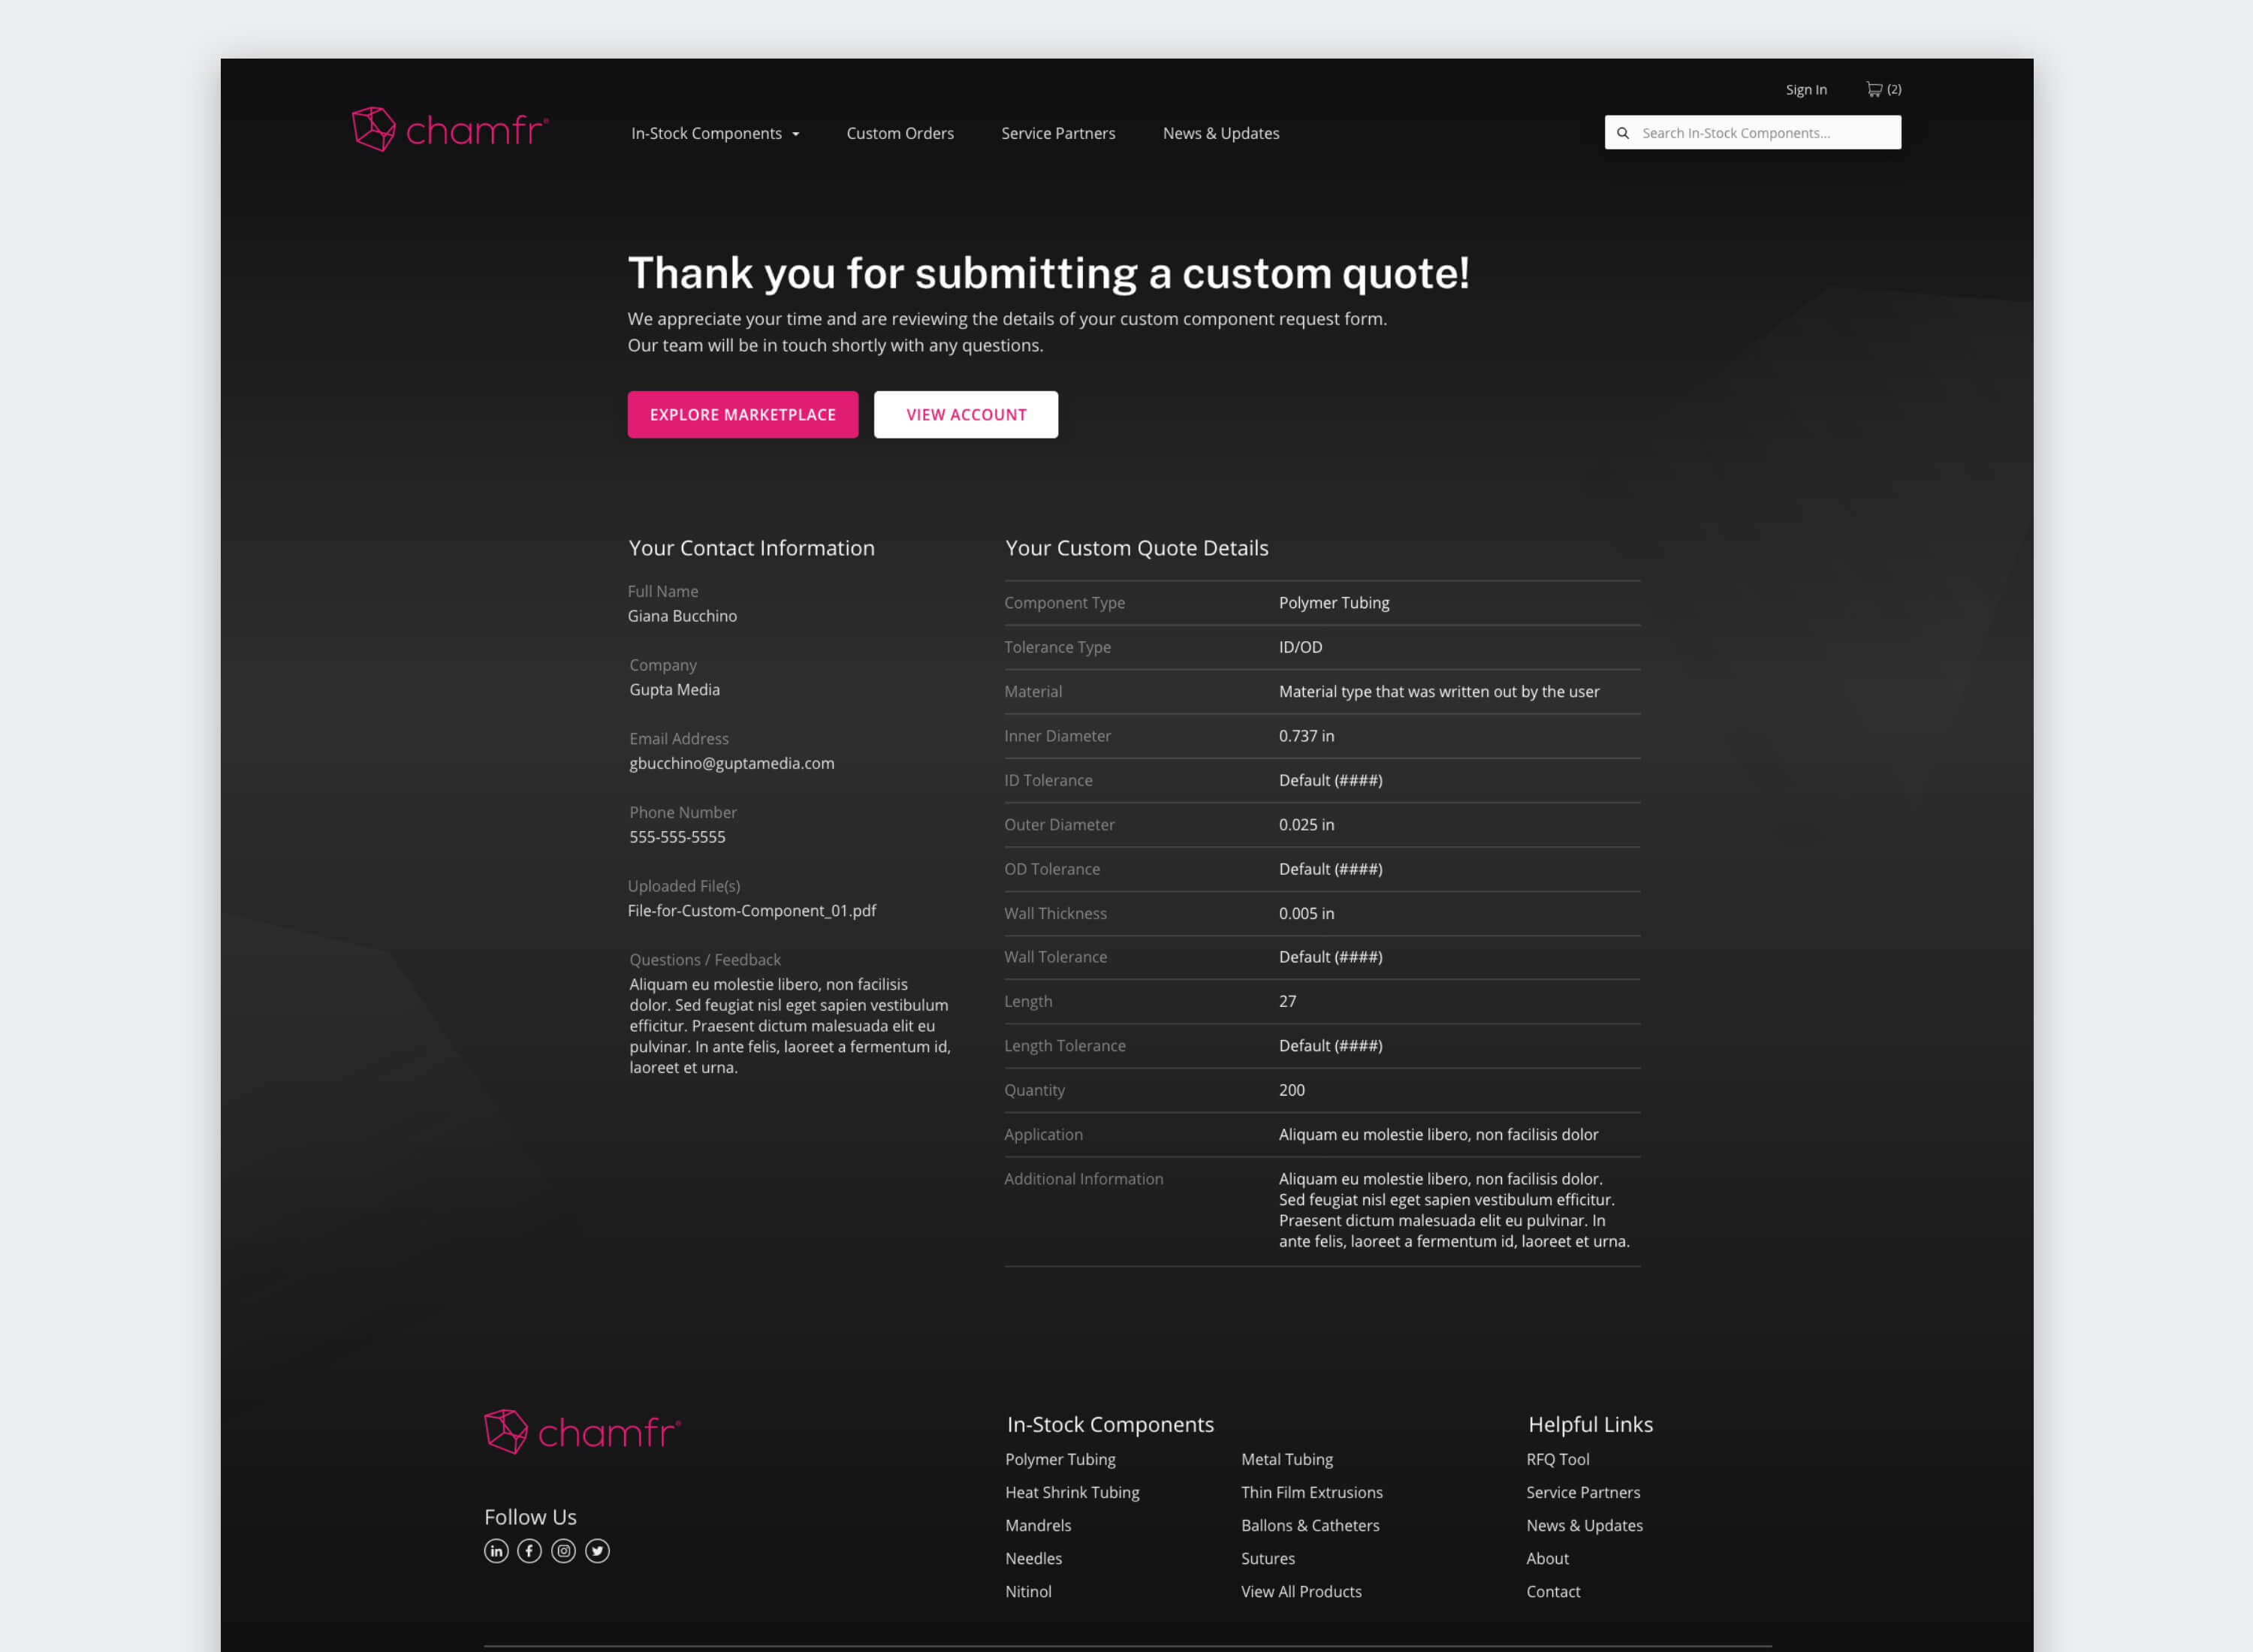 Sign In
(2)
chamfr®
In-Stock Components
Custom Orders
Service Partners
News & Updates
Search In-Stock Components...
Thank you for submitting a custom quote!
We appreciate your time and are reviewing the details of your custom component request form.
Our team will be in touch shortly with any questions.
EXPLORE MARKETPLACE
VIEW ACCOUNT
Your Contact Information
Full Name
Giana Bucchino
Company
Gupta Media
Email Address
gbucchino@guptamedia.com
Phone Number
555-555-5555
Uploaded File(s)
File-for-Custom-Component_01.pdf
Questions / Feedback
Aliquam eu molestie libero, non facilisis
dolor. Sed feugiat nisl eget sapien vestibulum
efficitur. Praesent dictum malesuada elit eu
pulvinar. In ante felis, laoreet a fermentum id,
laoreet et urna.
Your Custom Quote Details
Component Type Polymer Tubing
Tolerance Type ID/OD
Material Material type that was written out by the user
Inner Diameter 0.737 in
ID Tolerance Default (####)
Outer Diameter 0.025 in
OD Tolerance Default (####)
Wall Thickness 0.005 in
Wall Tolerance Default (####)
Length 27
Length Tolerance Default (####)
Quantity 200
Application Aliquam eu molestie libero, non facilisis dolor
Additional Information Aliquam eu molestie libero, non facilisis dolor.
Sed feugiat nisl eget sapien vestibulum efficitur.
Praesent dictum malesuada elit eu pulvinar. In
ante felis, laoreet a fermentum id, laoreet et urna.
chamfr®
Follow Us
In-Stock Components
Polymer Tubing
Heat Shrink Tubing
Mandrels
Needles
Nitinol
Metal Tubing
Thin Film Extrusions
Ballons & Catheters
Sutures
View All Products
Helpful Links
RFQ Tool
Service Partners
News & Updates
About
Contact